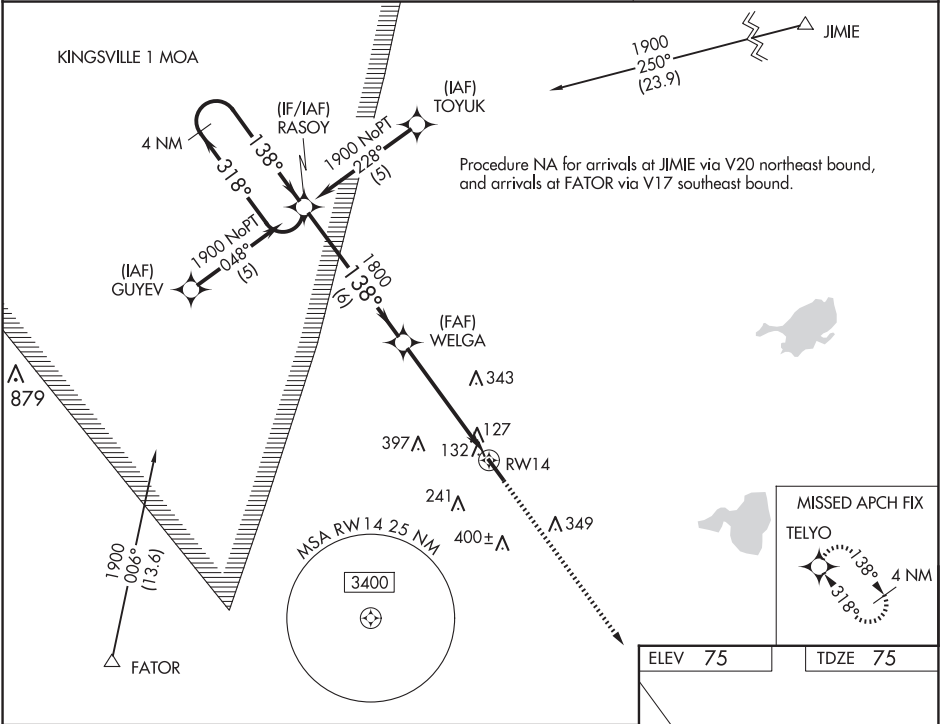 KINGSVILLE 1 MOA
JIMIE
1900
250°
(23.9)
(IAF)
TOYUK
(IF/IAF)
RASOY
4 NM
138°
318°
1900 NoPT
228°
(5)
Procedure NA for arrivals at JIMIE via V20 northeast bound,
and arrivals at FATOR via V17 southeast bound.
1900 NoPT
048°
(5)
(IAF)
GUYEV
1800
138°
(6)
(FAF)
WELGA
879
343
127
397
132
RW14
241
400±
349
MSA RW14 25 NM
3400
1900
006°
(13.6)
FATOR
MISSED APCH FIX
TELYO
138°
318°
4 NM
ELEV 75
TDZE 75